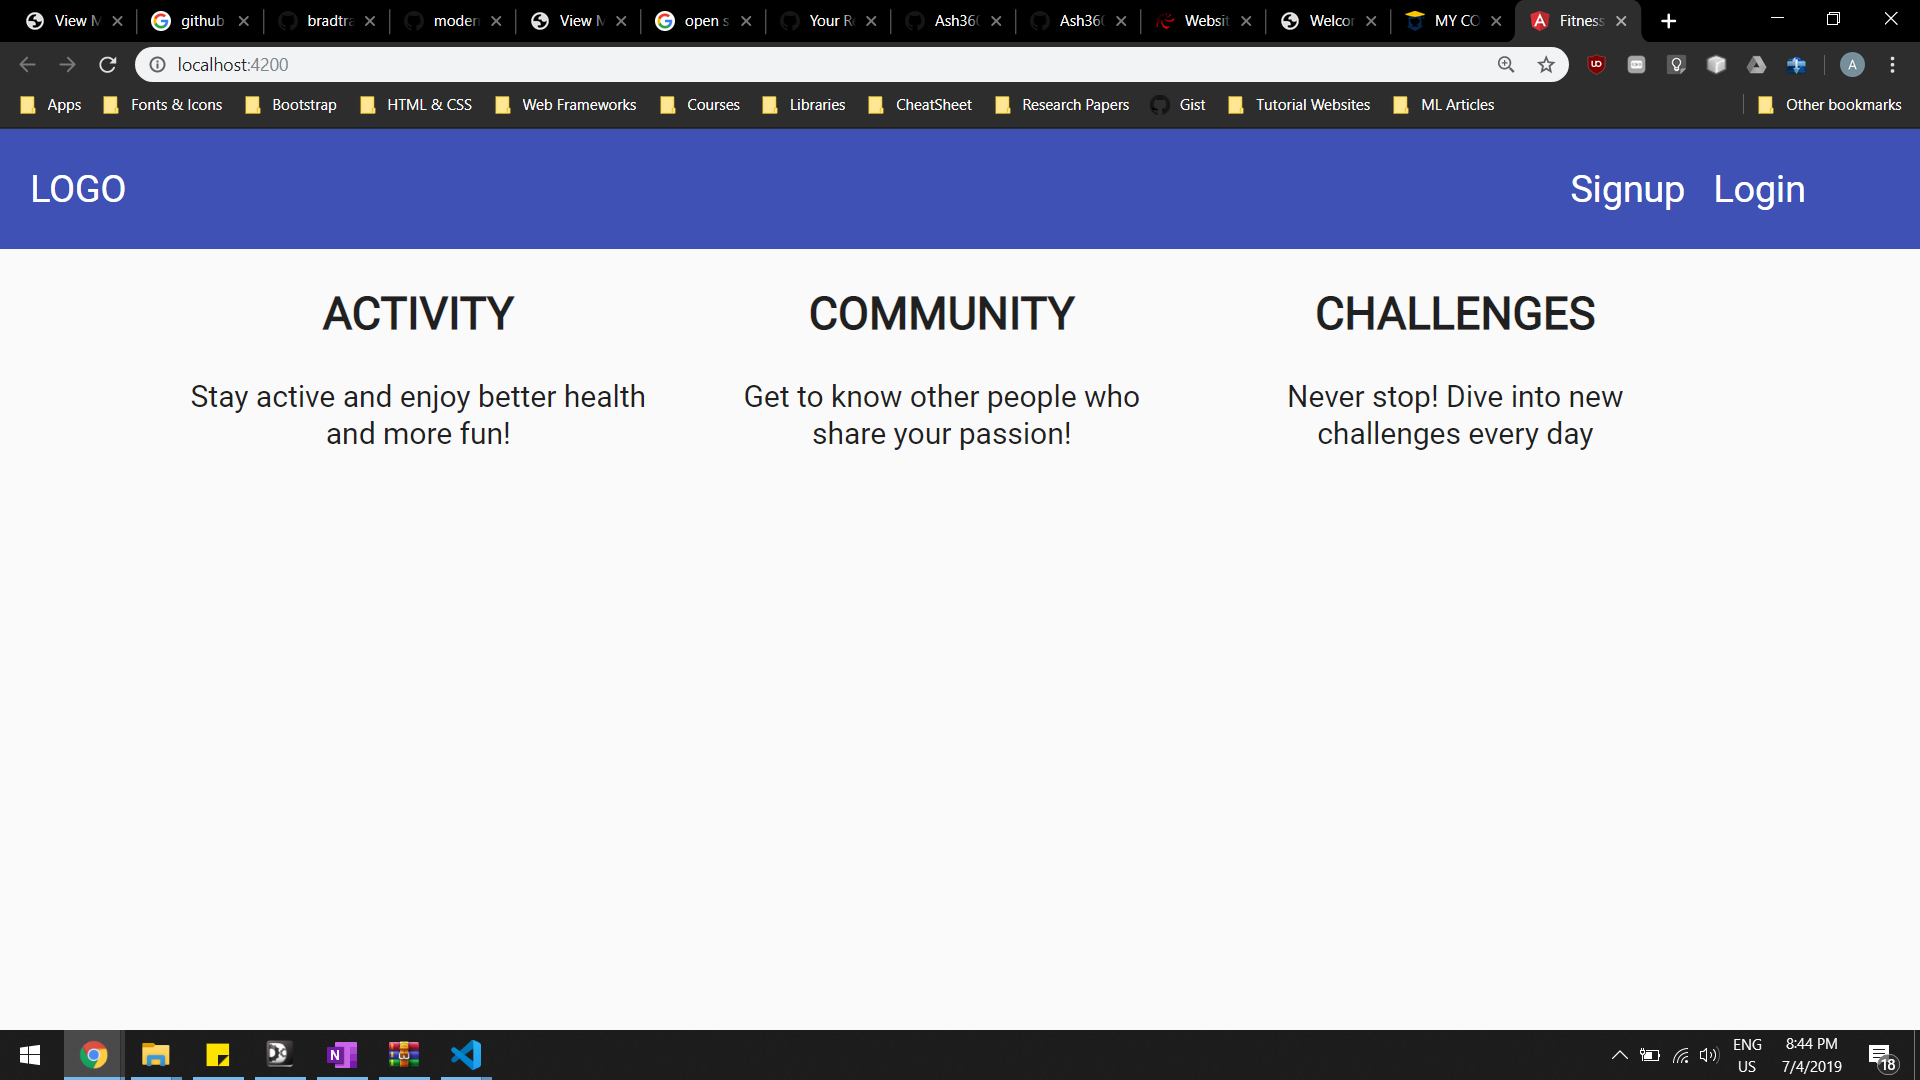 View M github bradtra modern View M open s Your Re Ash360 Ash360 Websit Welcor MY CO Fitness
localhost:4200
A
Apps Fonts & Icons Bootstrap HTML & CSS Web Frameworks Courses Libraries CheatSheet Research Papers Gist Tutorial Websites ML Articles Other bookmarks
LOGO Signup Login
ACTIVITY COMMUNITY CHALLENGES
Stay active and enjoy better health Get to know other people who Never stop! Dive into new
and more fun! share your passion! challenges every day
ENG 8:44 PM
US 7/4/2019 18